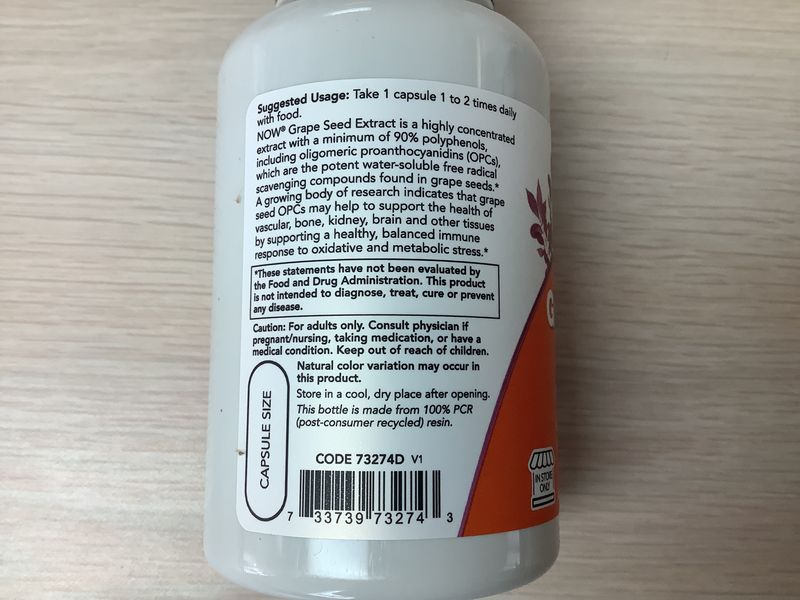 Suggested Usage: Take 1 capsule 1 to 2 times daily
with food.
NOW® Grape Seed Extract is a highly concentrated
extract with a minimum of 90% polyphenols,
including oligomeric proanthocyanidins (OPCs),
which are the potent water-soluble free radical
scavenging compounds found in grape seeds.*
A growing body of research indicates that grape
seed OPCs may help to support the health of
vascular, bone, kidney, brain and other tissues
by supporting a healthy, balanced immune
response to oxidative and metabolic stress.*
*These statements have not been evaluated by
the Food and Drug Administration. This product
is not intended to diagnose, treat, cure or prevent
any disease.
Caution: For adults only. Consult physician if
pregnant/nursing, taking medication, or have a
medical condition. Keep out of reach of children.
Natural color variation may occur in
this product.
Store in a cool, dry place after opening.
This bottle is made from 100% PCR
(post-consumer recycled) resin.
CAPSULE SIZE
CODE 73274D V1
7 33739 73274 3
G
IN STORE
ONLY